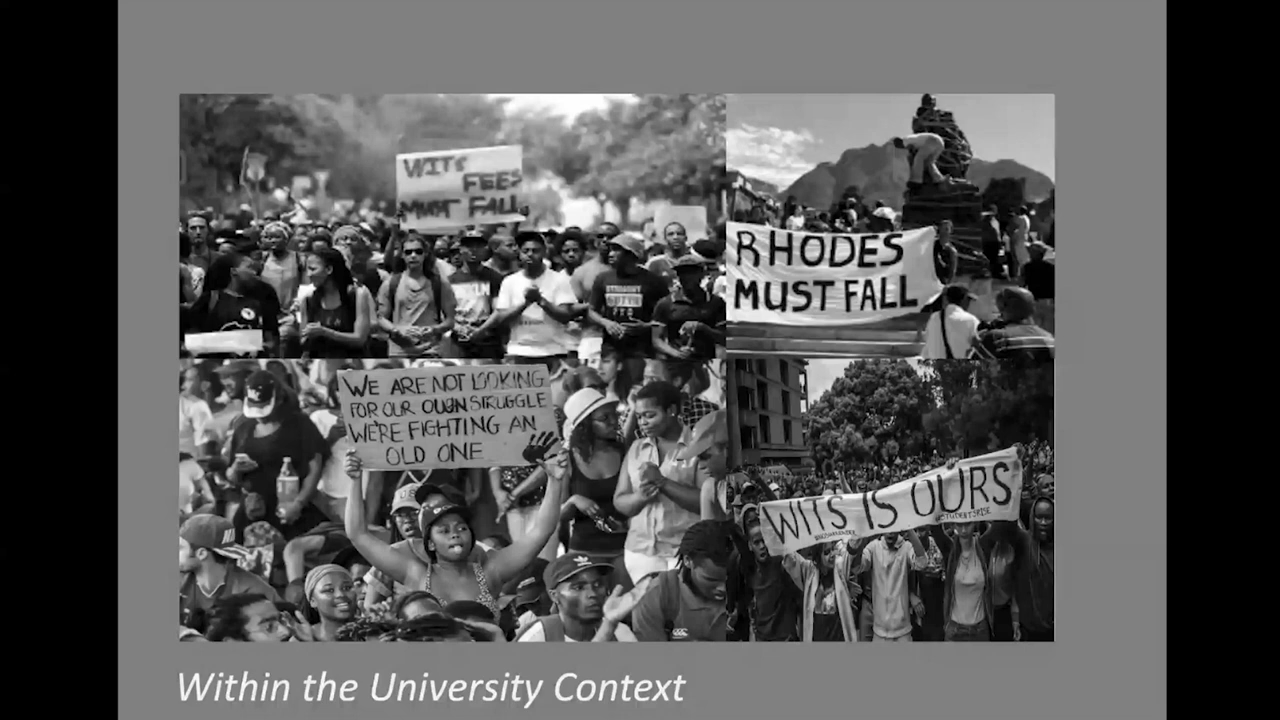 WITS
FEES
MUST FALL
RHODES
MUST FALL
WE ARE NOT LOOKING
FOR OUR OWN STRUGGLE
WE'RE FIGHTING AN
OLD ONE
WITS IS OURS
#STUDENTSRISE
Within the University Context